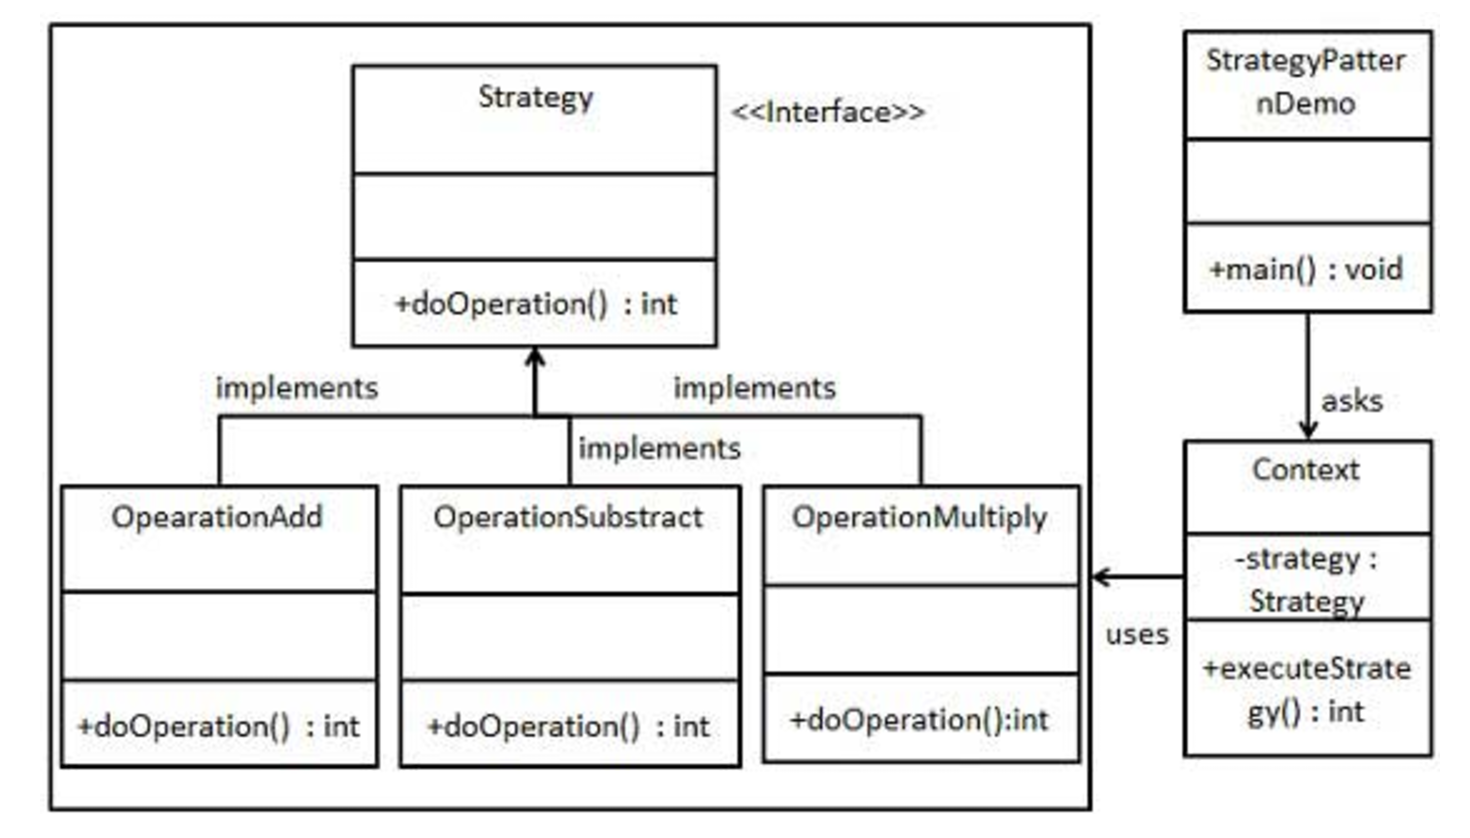 Strategy
<<Interface>>
+doOperation() : int
implements
implements
implements
OpearationAdd
+doOperation() : int
OperationSubstract
+doOperation() : int
OperationMultiply
+doOperation():int
StrategyPatter
nDemo
+main() : void
asks
Context
-strategy :
Strategy
+executeStrate
gy() : int
uses